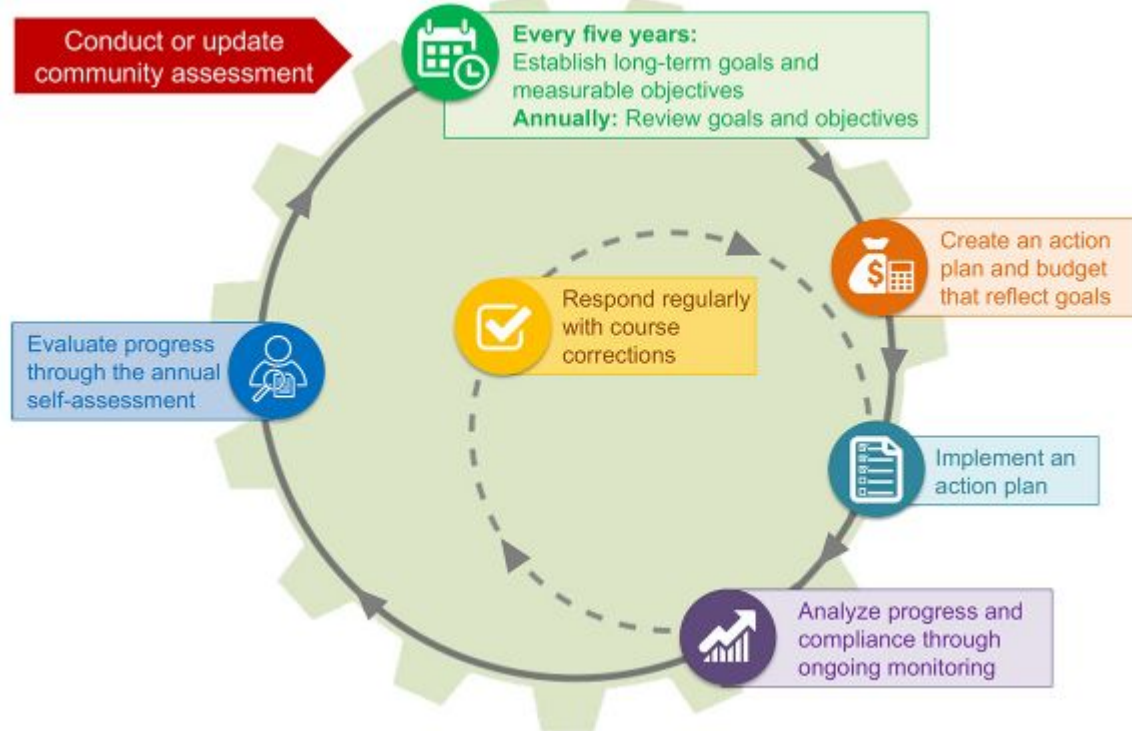 Conduct or update
community assessment
Every five years:
Establish long-term goals and
measurable objectives
Annually: Review goals and objectives
Create an action
plan and budget
that reflect goals
Respond regularly
with course
corrections
Evaluate progress
through the annual
self-assessment
Implement an
action plan
Analyze progress and
compliance through
ongoing monitoring